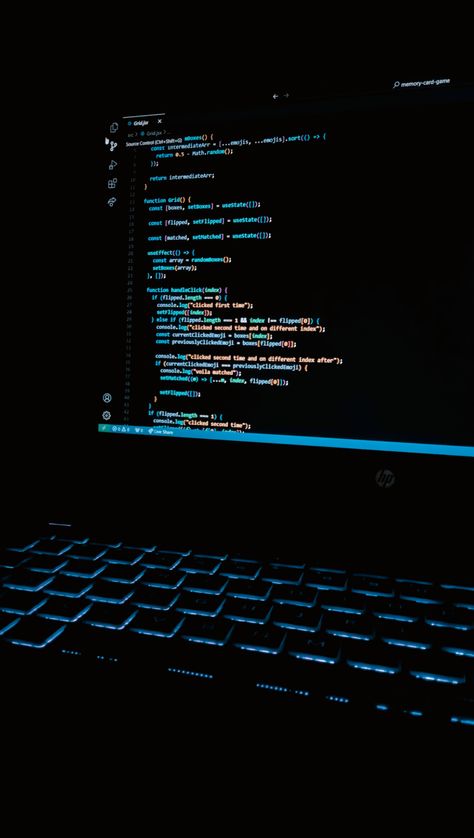 memory-card-game
Grid.jsx X
src > Grid.jsx > ...
Source Control (Ctrl+Shift+G) mBoxes() {
const intermediateArr = [...emojis, ...emojis].sort(() => {
return 0.5 - Math.random();
});
return intermediateArr;
}
function Grid() {
const [boxes, setBoxes] = useState([]);
const [flipped, setFlipped] = useState([]);
const [matched, setMatched] = useState([]);
useEffect(() => {
const array = randomBoxes();
setBoxes(array);
}, []);
function handleClick(index) {
if (flipped.length === 0) {
console.log("clicked first time");
setFlipped([index]);
} else if (flipped.length === 1 && index !== flipped[0]) {
console.log("clicked second time and on different index");
const currentClickedEmoji = boxes[index];
const previouslyClickedEmoji = boxes[flipped[0]];
console.log("clicked second time and on different index after");
if (currentClickedEmoji === previouslyClickedEmoji) {
console.log("voila matched");
setMatched((m) => [...m, index, flipped[0]]);
setFlipped([]);
}
}
if (flipped.length === 1) {
console.log("clicked second time");
Live Share
hp